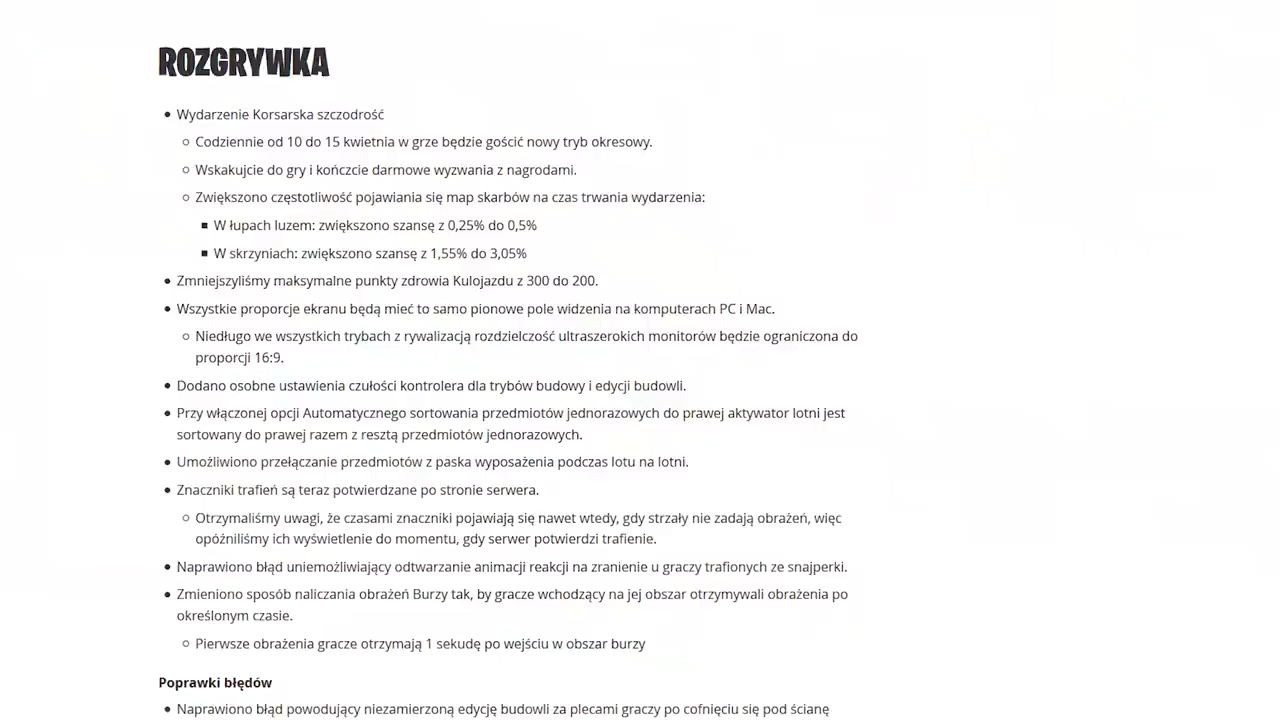 ROZGRYWKA
Wydarzenie Korsarska szczodrość
Codziennie od 10 do 15 kwietnia w grze będzie gościć nowy tryb okresowy.
Wskakujcie do gry i kończcie darmowe wyzwania z nagrodami.
Zwiększono częstotliwość pojawiania się map skarbów na czas trwania wydarzenia:
W łupach luzem: zwiększono szansę z 0,25% do 0,5%
W skrzyniach: zwiększono szansę z 1,55% do 3,05%
Zmniejszyliśmy maksymalne punkty zdrowia Kulojazdu z 300 do 200.
Wszystkie proporcje ekranu będą mieć to samo pionowe pole widzenia na komputerach PC i Mac.
Niedługo we wszystkich trybach z rywalizacją rozdzielczość ultraszerokich monitorów będzie ograniczona do
proporcji 16:9.
Dodano osobne ustawienia czułości kontrolera dla trybów budowy i edycji budowli.
Przy włączonej opcji Automatycznego sortowania przedmiotów jednorazowych do prawej aktywator lotni jest
sortowany do prawej razem z resztą przedmiotów jednorazowych.
Umożliwiono przełączanie przedmiotów z paska wyposażenia podczas lotu na lotni.
Znaczniki trafień są teraz potwierdzane po stronie serwera.
Otrzymaliśmy uwagi, że czasami znaczniki pojawiają się nawet wtedy, gdy strzały nie zadają obrażeń, więc
opóźniliśmy ich wyświetlenie do momentu, gdy serwer potwierdzi trafienie.
Naprawiono błąd uniemożliwiający odtwarzanie animacji reakcji na zranienie u graczy trafionych ze snajperki.
Zmieniono sposób naliczania obrażeń Burzy tak, by gracze wchodzący na jej obszar otrzymywali obrażenia po
określonym czasie.
Pierwsze obrażenia gracze otrzymają 1 sekudę po wejściu w obszar burzy
Poprawki błędów
Naprawiono błąd powodujący niezamierzoną edycję budowli za plecami graczy po cofnięciu się pod ścianę